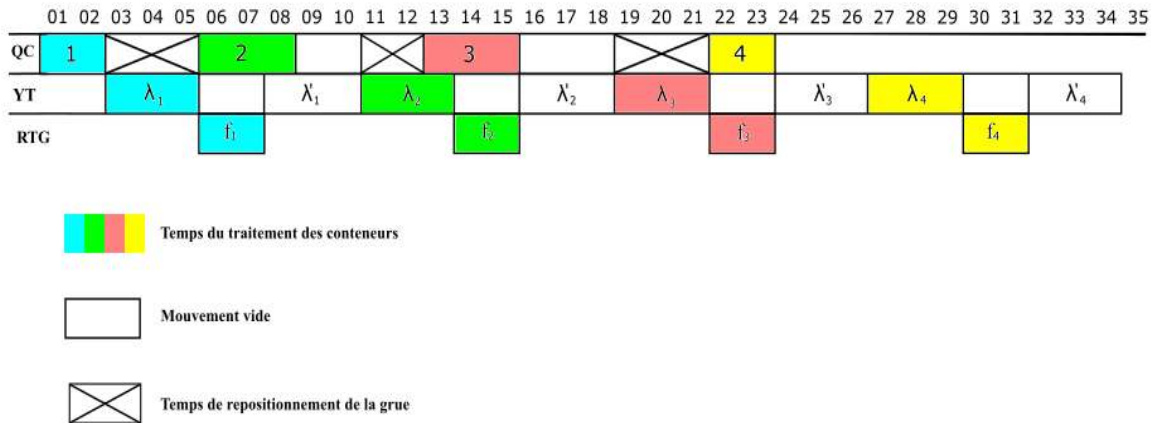 01 02 03 04 05 06 07 08 09 10 11 12 13 14 15 16 17 18 19 20 21 22 23 24 25 26 27 28 29 30 31 32 33 34 35
QC 1 2 3 4
YT λ₁ λ'₁ λ₂ λ'₂ λ₃ λ'₃ λ₄ λ'₄
RTG f₁ f₂ f₃ f₄
Temps du traitement des conteneurs
Mouvement vide
Temps de repositionnement de la grue